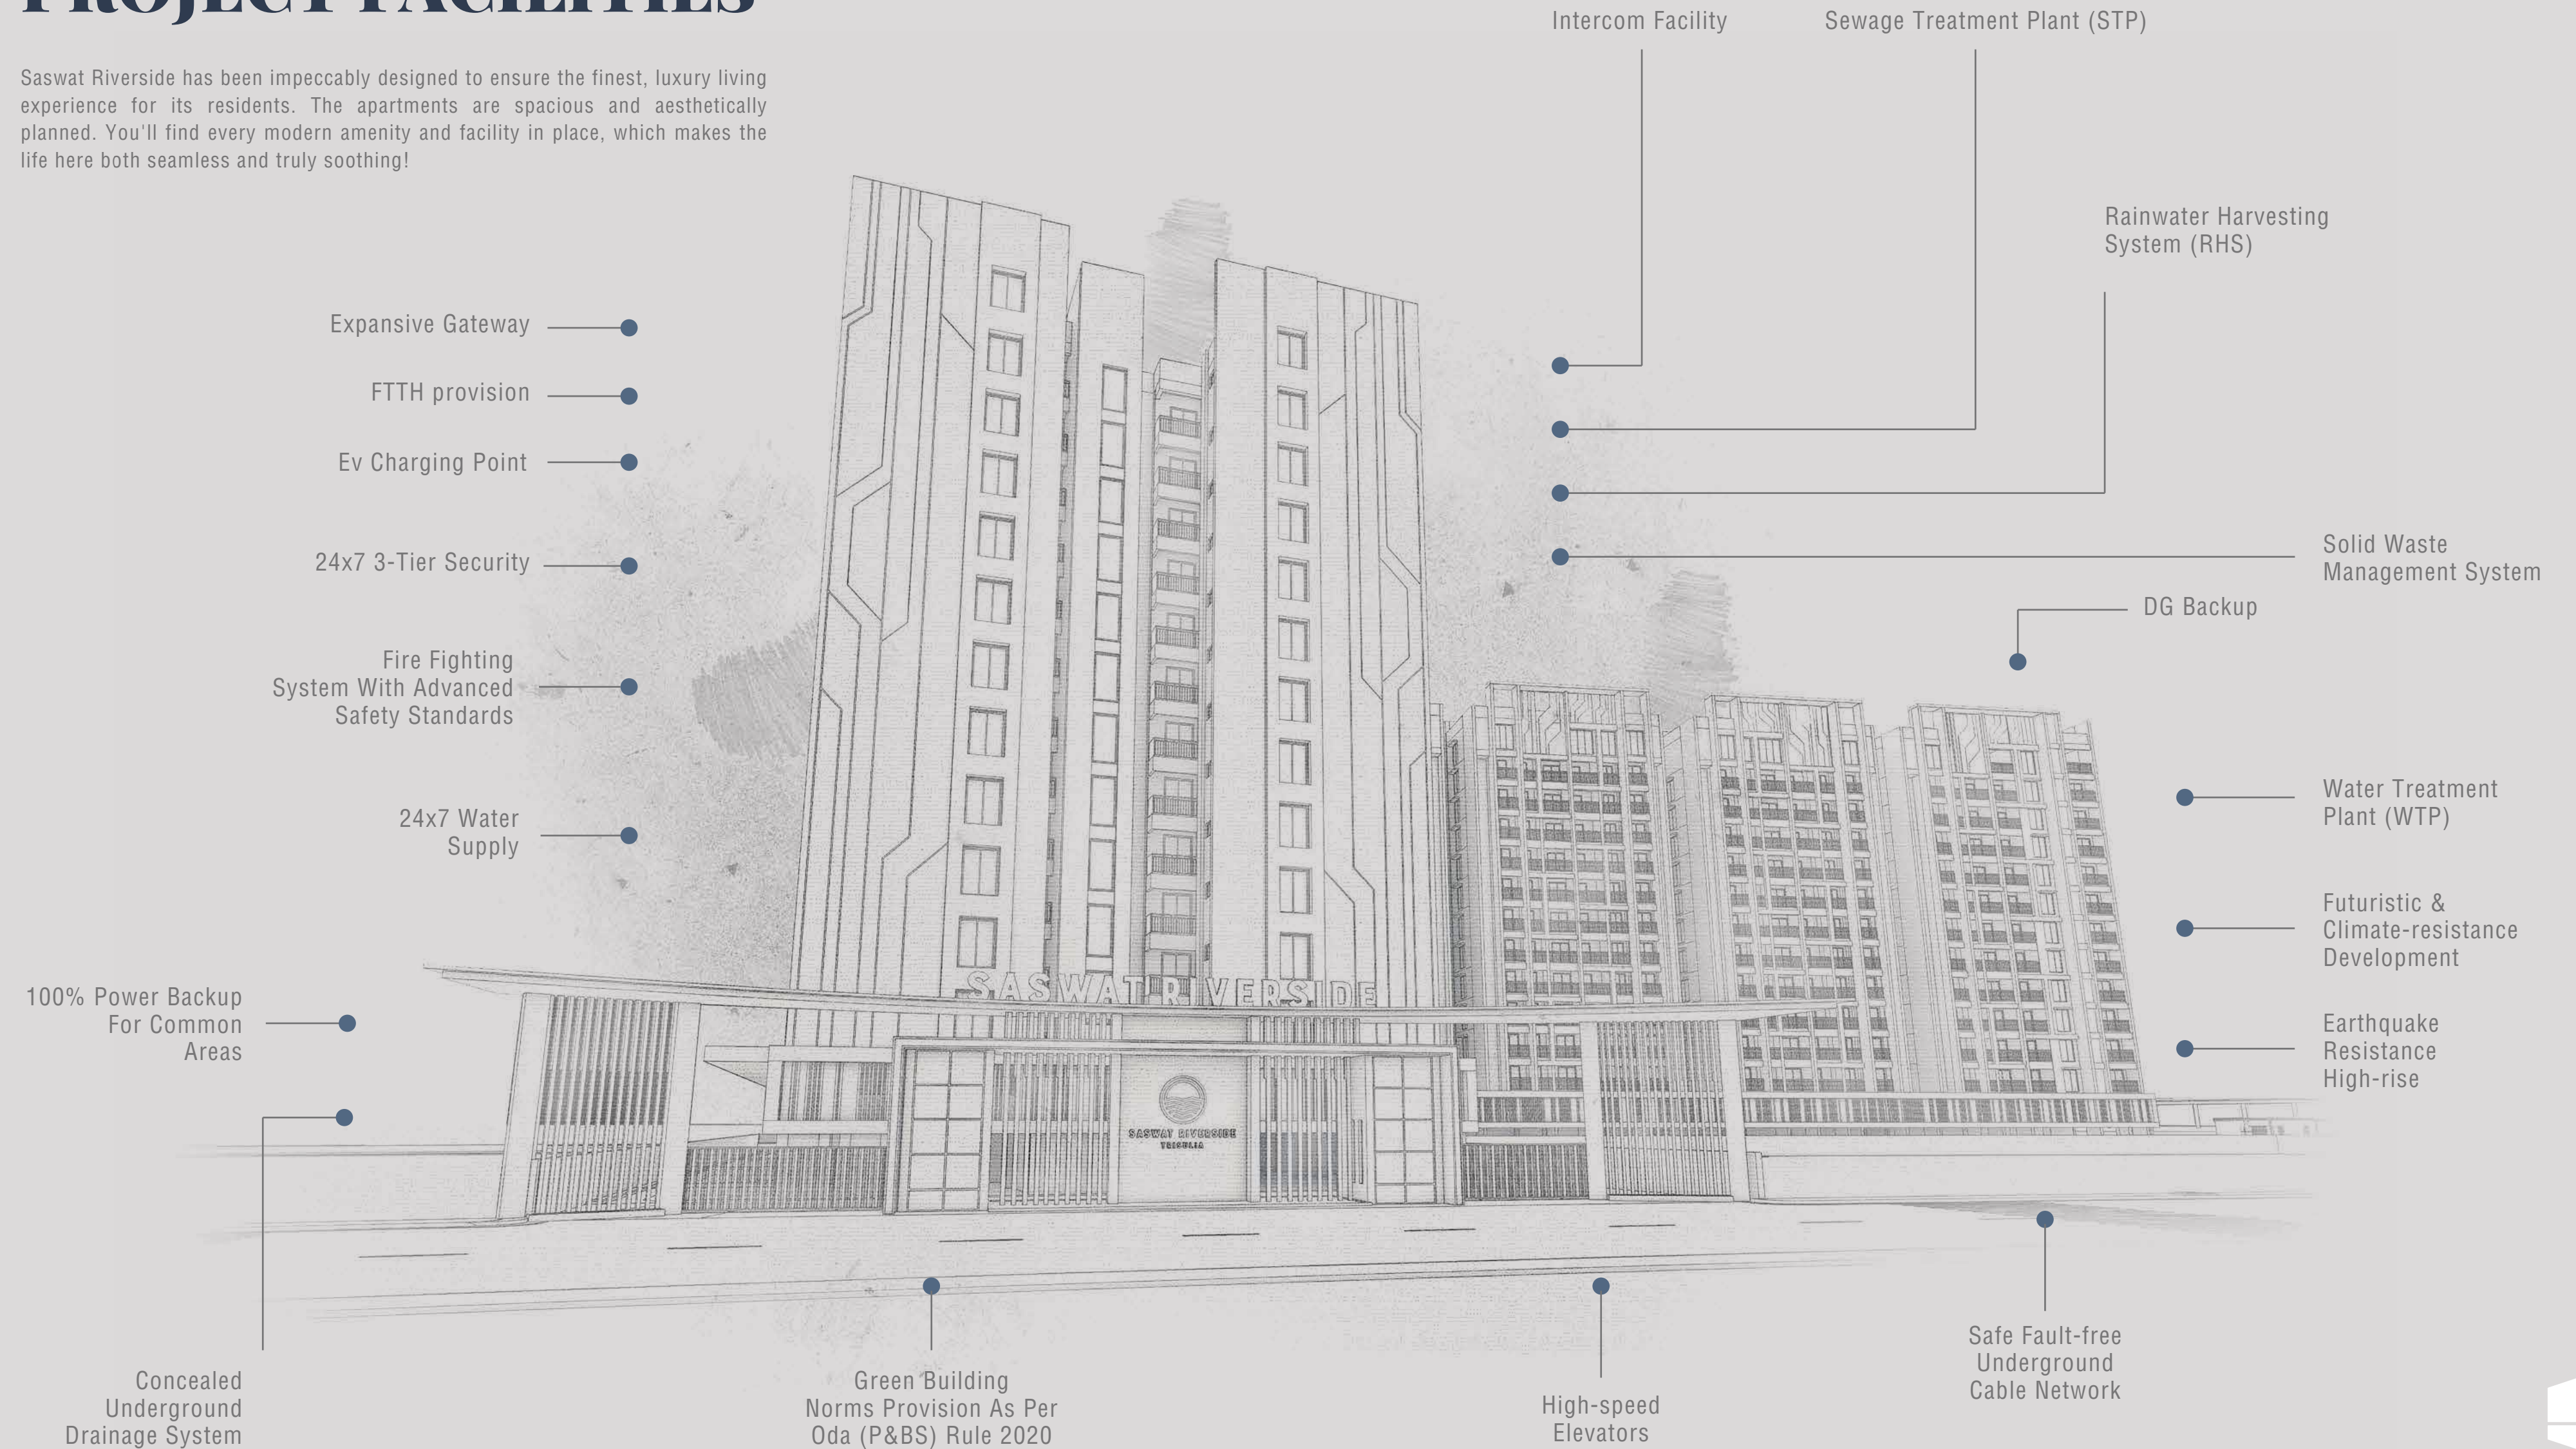 PROJECT FACILITIES
Saswat Riverside has been impeccably designed to ensure the finest, luxury living
experience for its residents. The apartments are spacious and aesthetically
planned. You'll find every modern amenity and facility in place, which makes the
life here both seamless and truly soothing!
Intercom Facility
Sewage Treatment Plant (STP)
Rainwater Harvesting
System (RHS)
Expansive Gateway
FTTH provision
Ev Charging Point
24x7 3-Tier Security
Solid Waste
Management System
DG Backup
Fire Fighting
System With Advanced
Safety Standards
24x7 Water
Supply
Water Treatment
Plant (WTP)
Futuristic &
Climate-resistance
Development
100% Power Backup
For Common
Areas
Earthquake
Resistance
High-rise
SASWAT RIVERSIDE
SASWAT RIVERSIDE
TRISULIA
Concealed
Underground
Drainage System
Green Building
Norms Provision As Per
Oda (P&BS) Rule 2020
High-speed
Elevators
Safe Fault-free
Underground
Cable Network